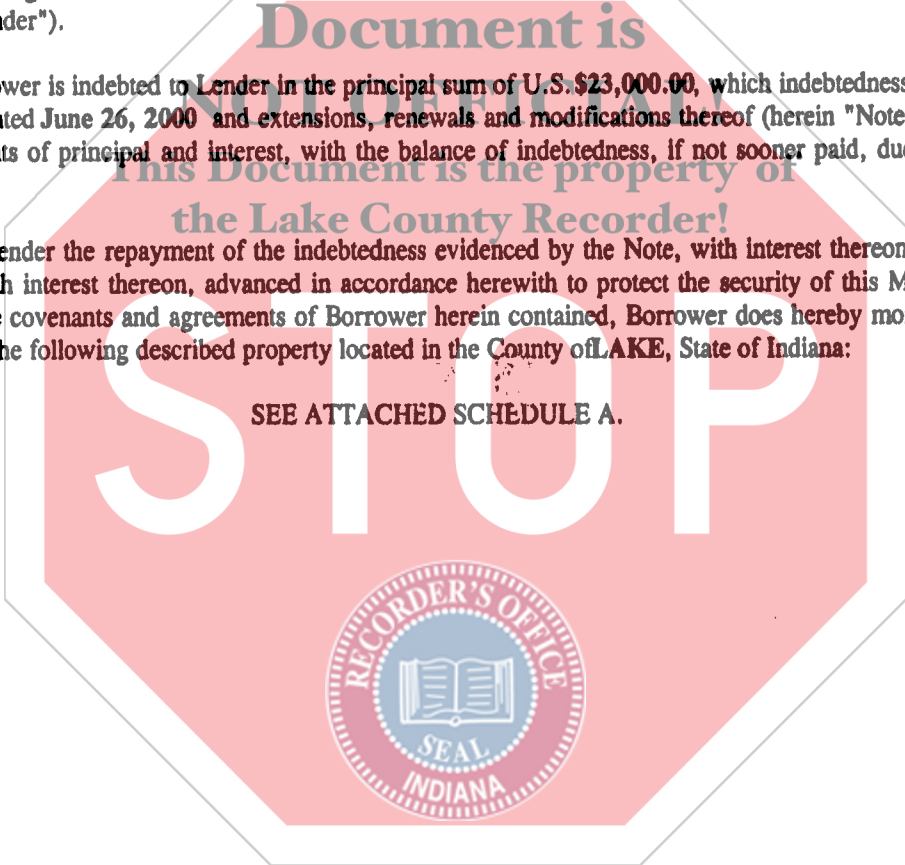 nder").
Document is
wer is indebted to Lender in the principal sum of U.S.$23,000.00, which indebtedness
NOT OFFICIAL
ted June 26, 2000 and extensions, renewals and modifications thereof (herein "Note
ts of principal and interest, with the balance of indebtedness, if not sooner paid, due
This Document is the property of
the Lake County Recorder!
ender the repayment of the indebtedness evidenced by the Note, with interest thereon
h interest thereon, advanced in accordance herewith to protect the security of this M
covenants and agreements of Borrower herein contained, Borrower does hereby mo
he following described property located in the County ofLAKE, State of Indiana:
SEE ATTACHED SCHEDULE A.
STOP
RECORDER'S OFFICE
SEAL
INDIANA